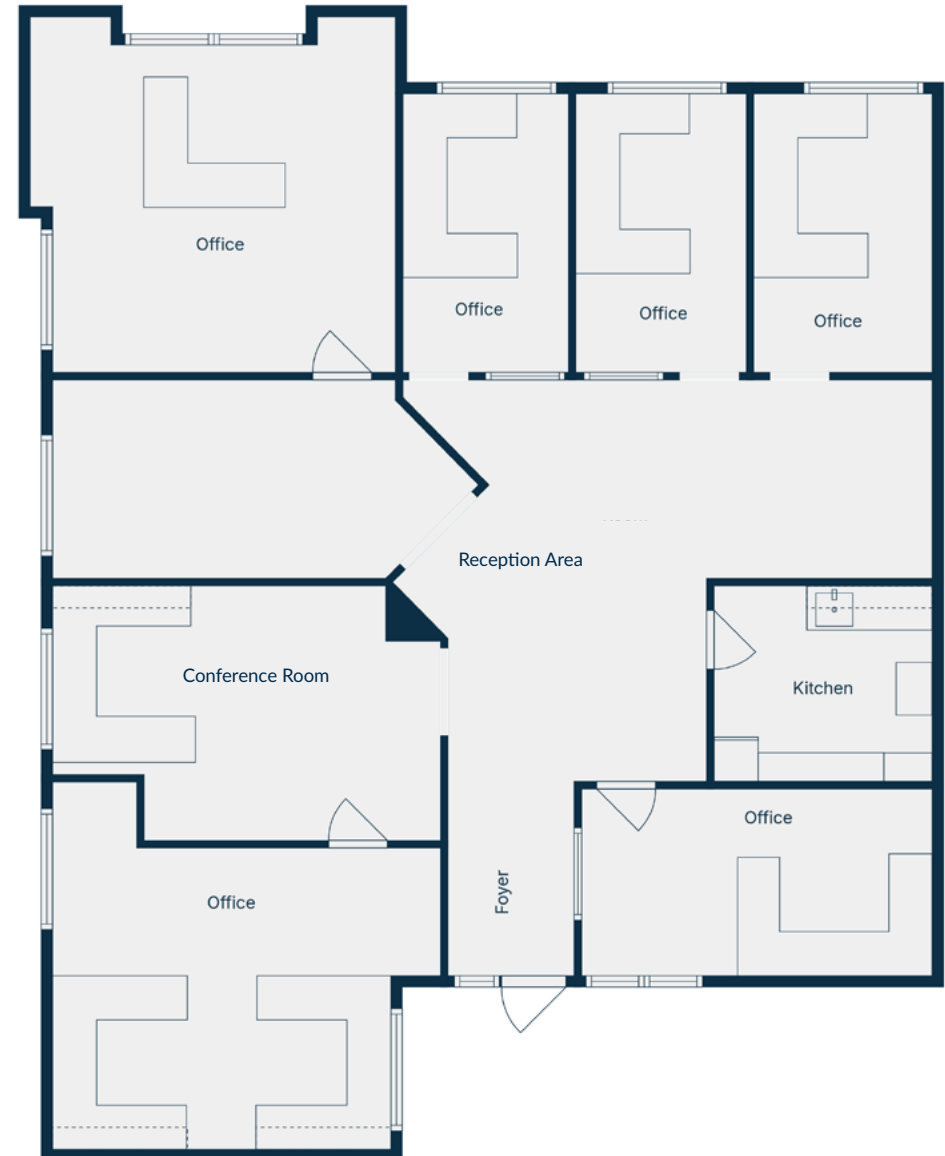 Office
Office
Office
Office
Reception Area
Conference Room
Kitchen
Office
Foyer
Office